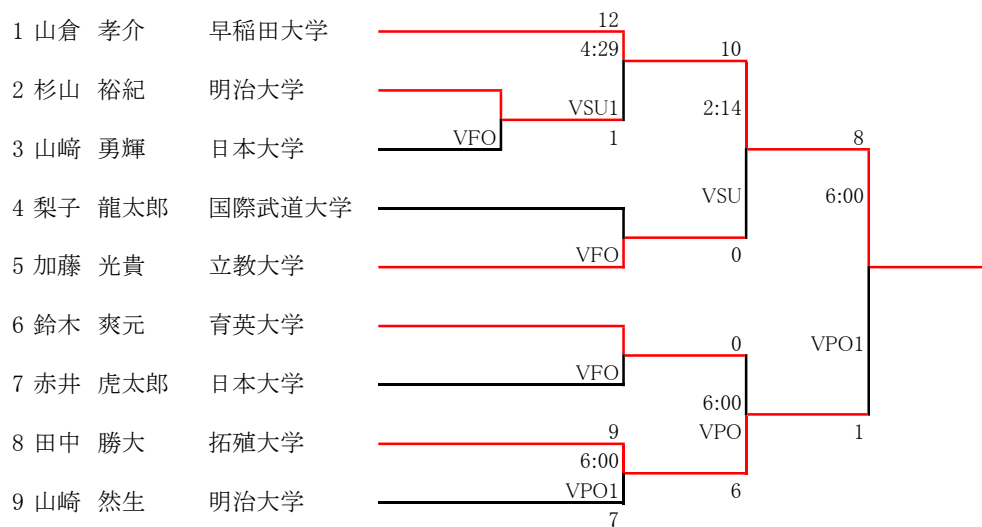 12
1 山倉 孝介 早稲田大学
4:29 10
2 杉山 裕紀 明治大学
VSU1 2:14
VFO 1 8
3 山﨑 勇輝 日本大学
VSU 6:00
4 梨子 龍太郎 国際武道大学
VFO 0
5 加藤 光貴 立教大学
6 鈴木 爽元 育英大学
0 VPO1
VFO
7 赤井 虎太郎 日本大学
6:00
9 VPO 1
8 田中 勝大 拓殖大学
6:00
VPO1 6
9 山崎 然生 明治大学
7